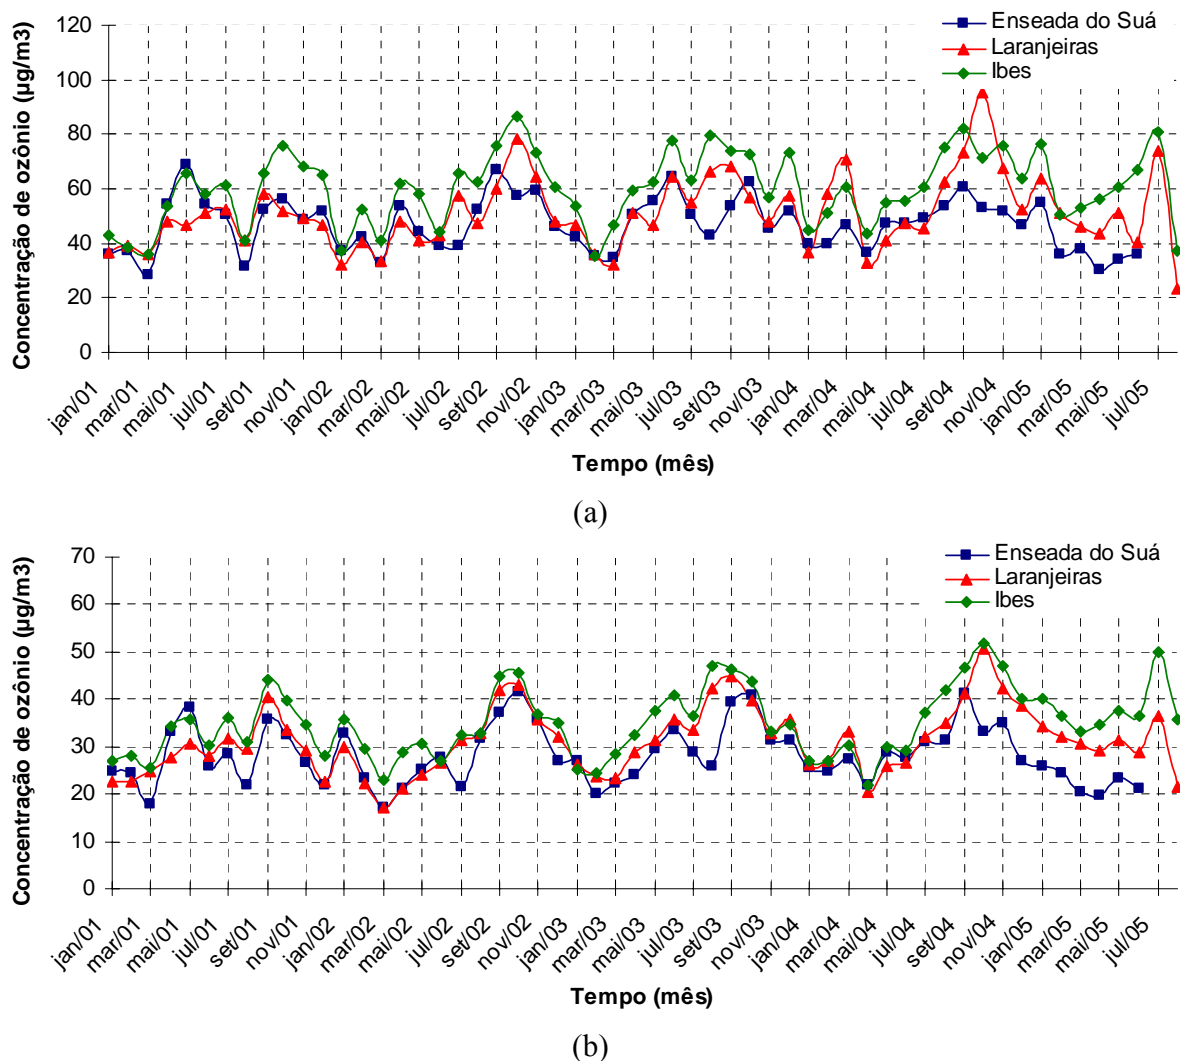 Enseada do Suá
Laranjeiras
Ibes
Concentração de ozônio (µg/m3)
120
100
80
60
40
20
0
jan/01 mar/01 mai/01 jul/01 set/01 nov/01 jan/02 mar/02 mai/02 jul/02 set/02 nov/02 jan/03 mar/03 mai/03 jul/03 set/03 nov/03 jan/04 mar/04 mai/04 jul/04 set/04 nov/04 jan/05 mar/05 mai/05 jul/05
Tempo (mês)
(a)
Enseada do Suá
Laranjeiras
Ibes
Concentração de ozônio (µg/m3)
70
60
50
40
30
20
10
0
jan/01 mar/01 mai/01 jul/01 set/01 nov/01 jan/02 mar/02 mai/02 jul/02 set/02 nov/02 jan/03 mar/03 mai/03 jul/03 set/03 nov/03 jan/04 mar/04 mai/04 jul/04 set/04 nov/04 jan/05 mar/05 mai/05 jul/05
Tempo (mês)
(b)